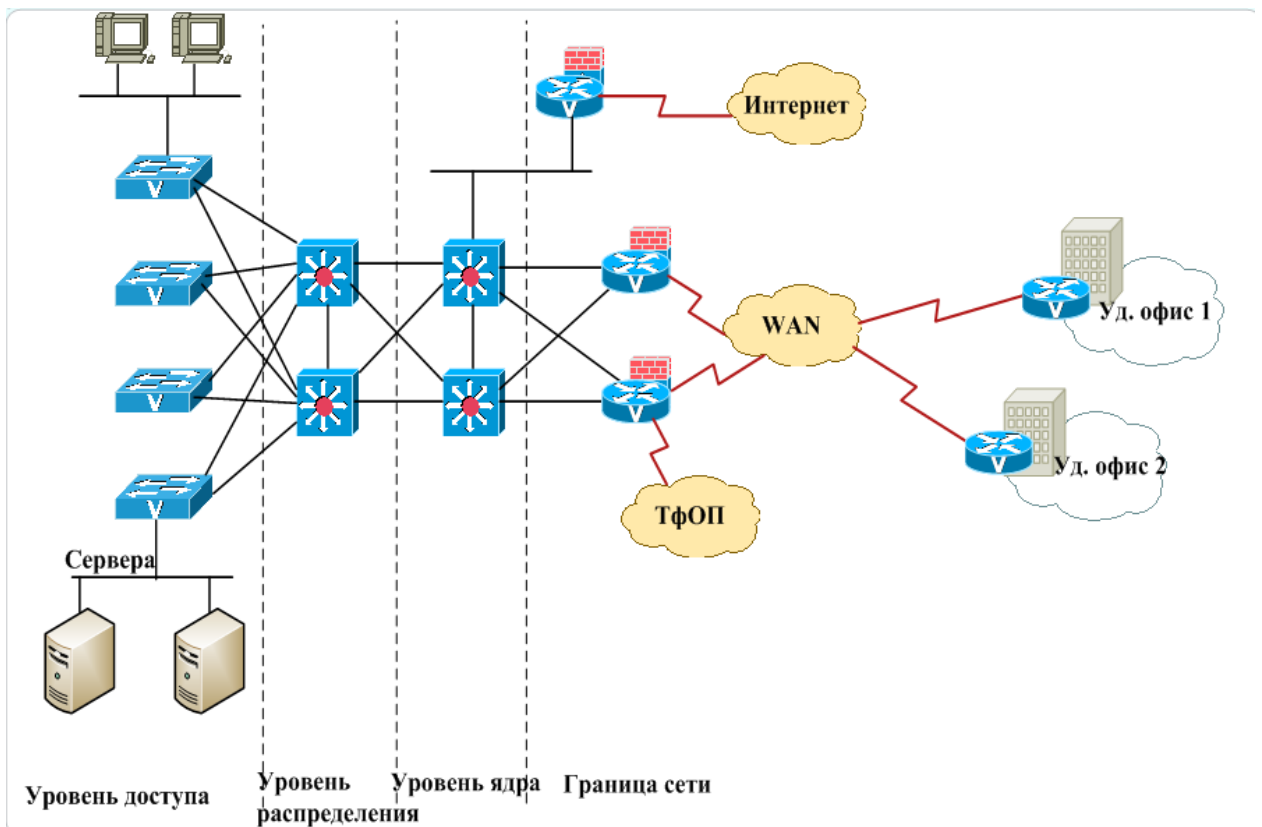 Интернет
WAN
Уд. офис 1
Уд. офис 2
ТфОП
Сервера
Уровень доступа
Уровень
распределения
Уровень ядра
Граница сети
V
V
V
V
V
V
V
V
V